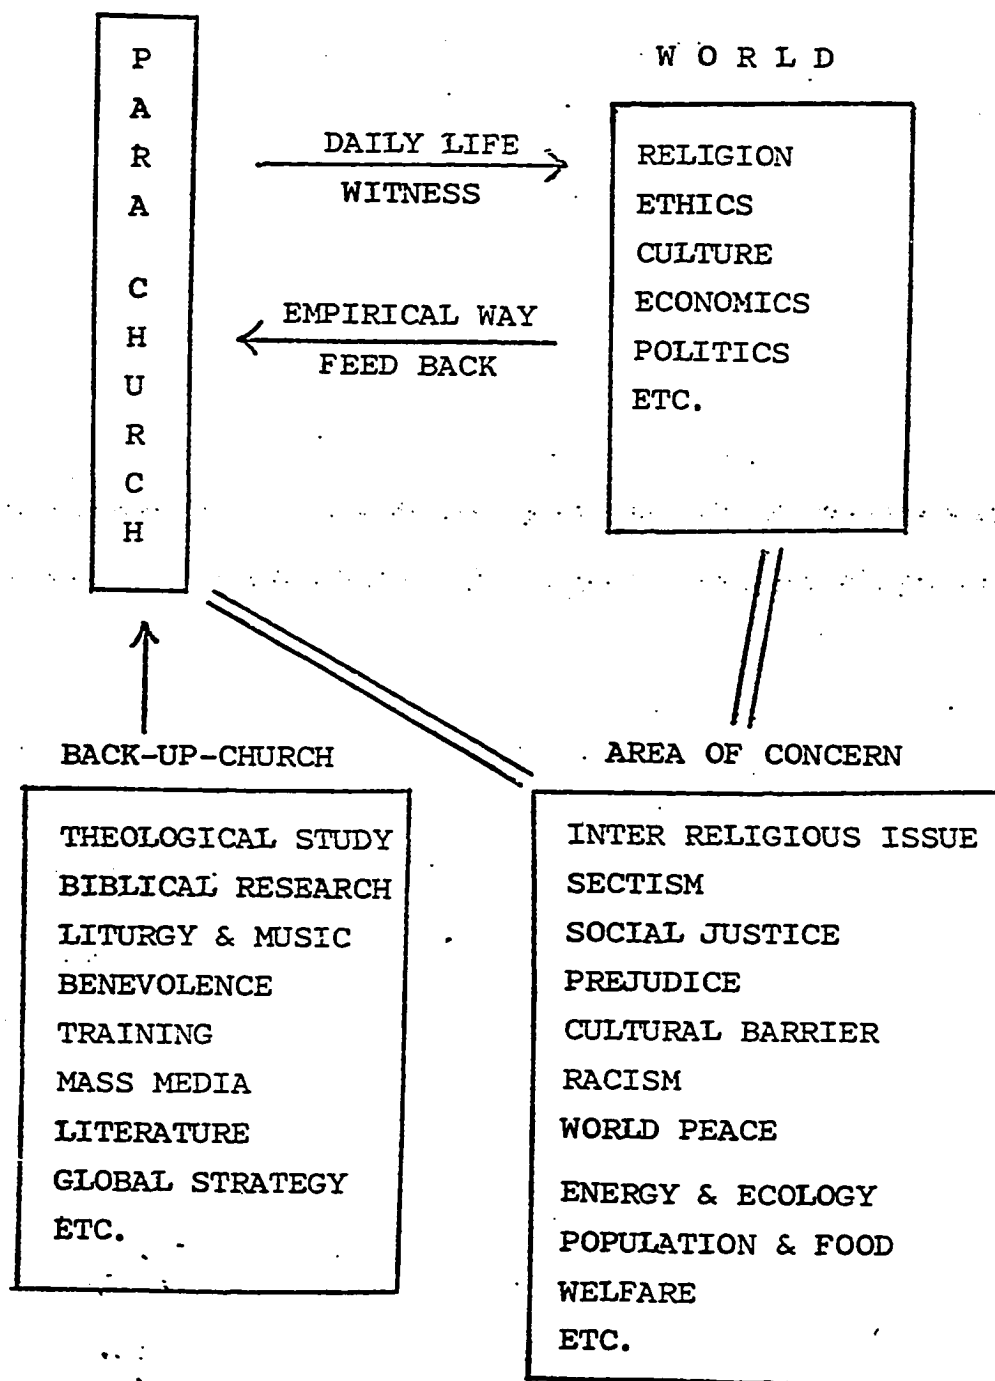 PARA CHURCH
WORLD
DAILY LIFE
WITNESS
EMPIRICAL WAY
FEED BACK
RELIGION
ETHICS
CULTURE
ECONOMICS
POLITICS
ETC.
BACK-UP-CHURCH
THEOLOGICAL STUDY
BIBLICAL RESEARCH
LITURGY & MUSIC
BENEVOLENCE
TRAINING
MASS MEDIA
LITERATURE
GLOBAL STRATEGY
ETC.
AREA OF CONCERN
INTER RELIGIOUS ISSUE
SECTISM
SOCIAL JUSTICE
PREJUDICE
CULTURAL BARRIER
RACISM
WORLD PEACE
ENERGY & ECOLOGY
POPULATION & FOOD
WELFARE
ETC.